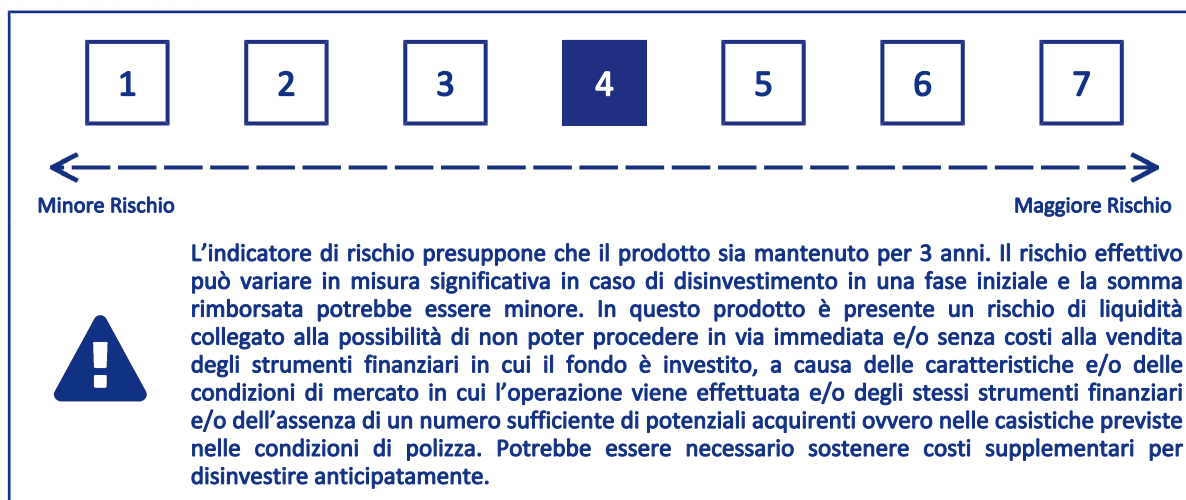 1 2 3 4 5 6 7
Minore Rischio Maggiore Rischio
L’indicatore di rischio presuppone che il prodotto sia mantenuto per 3 anni. Il rischio effettivo
può variare in misura significativa in caso di disinvestimento in una fase iniziale e la somma
rimborsata potrebbe essere minore. In questo prodotto è presente un rischio di liquidità
collegato alla possibilità di non poter procedere in via immediata e/o senza costi alla vendita
degli strumenti finanziari in cui il fondo è investito, a causa delle caratteristiche e/o delle
condizioni di mercato in cui l’operazione viene effettuata e/o degli stessi strumenti finanziari
e/o dell’assenza di un numero sufficiente di potenziali acquirenti ovvero nelle casistiche previste
nelle condizioni di polizza. Potrebbe essere necessario sostenere costi supplementari per
disinvestire anticipatamente.